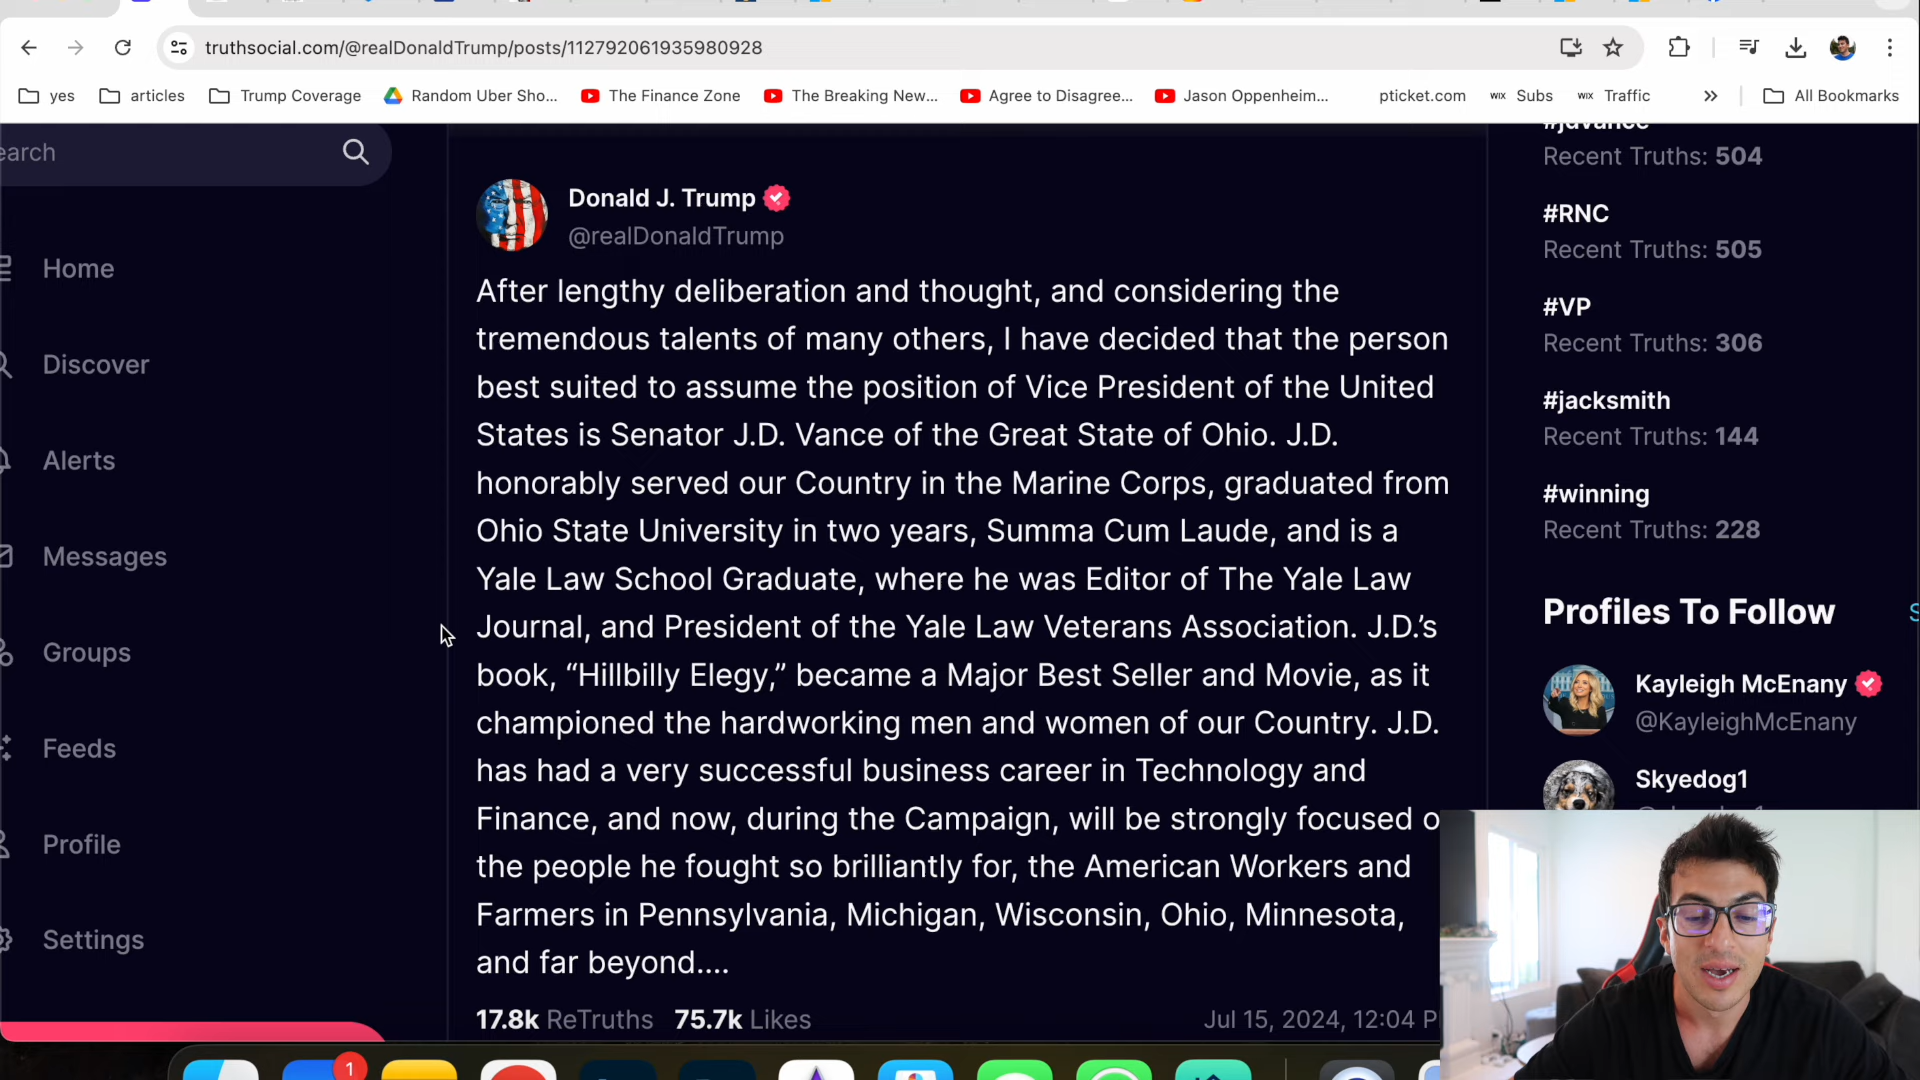 truthsocial.com/@realDonaldTrump/posts/112792061935980928
yes
articles
Trump Coverage
Random Uber Sho...
The Finance Zone
The Breaking New...
Agree to Disagree...
Jason Oppenheim...
pticket.com
WIX Subs
WIX Traffic
All Bookmarks
earch
Home
Discover
Alerts
Messages
Groups
Feeds
Profile
Settings
Donald J. Trump
@realDonaldTrump
After lengthy deliberation and thought, and considering the
tremendous talents of many others, I have decided that the person
best suited to assume the position of Vice President of the United
States is Senator J.D. Vance of the Great State of Ohio. J.D.
honorably served our Country in the Marine Corps, graduated from
Ohio State University in two years, Summa Cum Laude, and is a
Yale Law School Graduate, where he was Editor of The Yale Law
Journal, and President of the Yale Law Veterans Association. J.D.’s
book, “Hillbilly Elegy,” became a Major Best Seller and Movie, as it
championed the hardworking men and women of our Country. J.D.
has had a very successful business career in Technology and
Finance, and now, during the Campaign, will be strongly focused o
the people he fought so brilliantly for, the American Workers and
Farmers in Pennsylvania, Michigan, Wisconsin, Ohio, Minnesota,
and far beyond....
17.8k ReTruths 75.7k Likes
Jul 15, 2024, 12:04 P
#jdvance
Recent Truths: 504
#RNC
Recent Truths: 505
#VP
Recent Truths: 306
#jacksmith
Recent Truths: 144
#winning
Recent Truths: 228
Profiles To Follow
Kayleigh McEnany
@KayleighMcEnany
Skyedog1
1